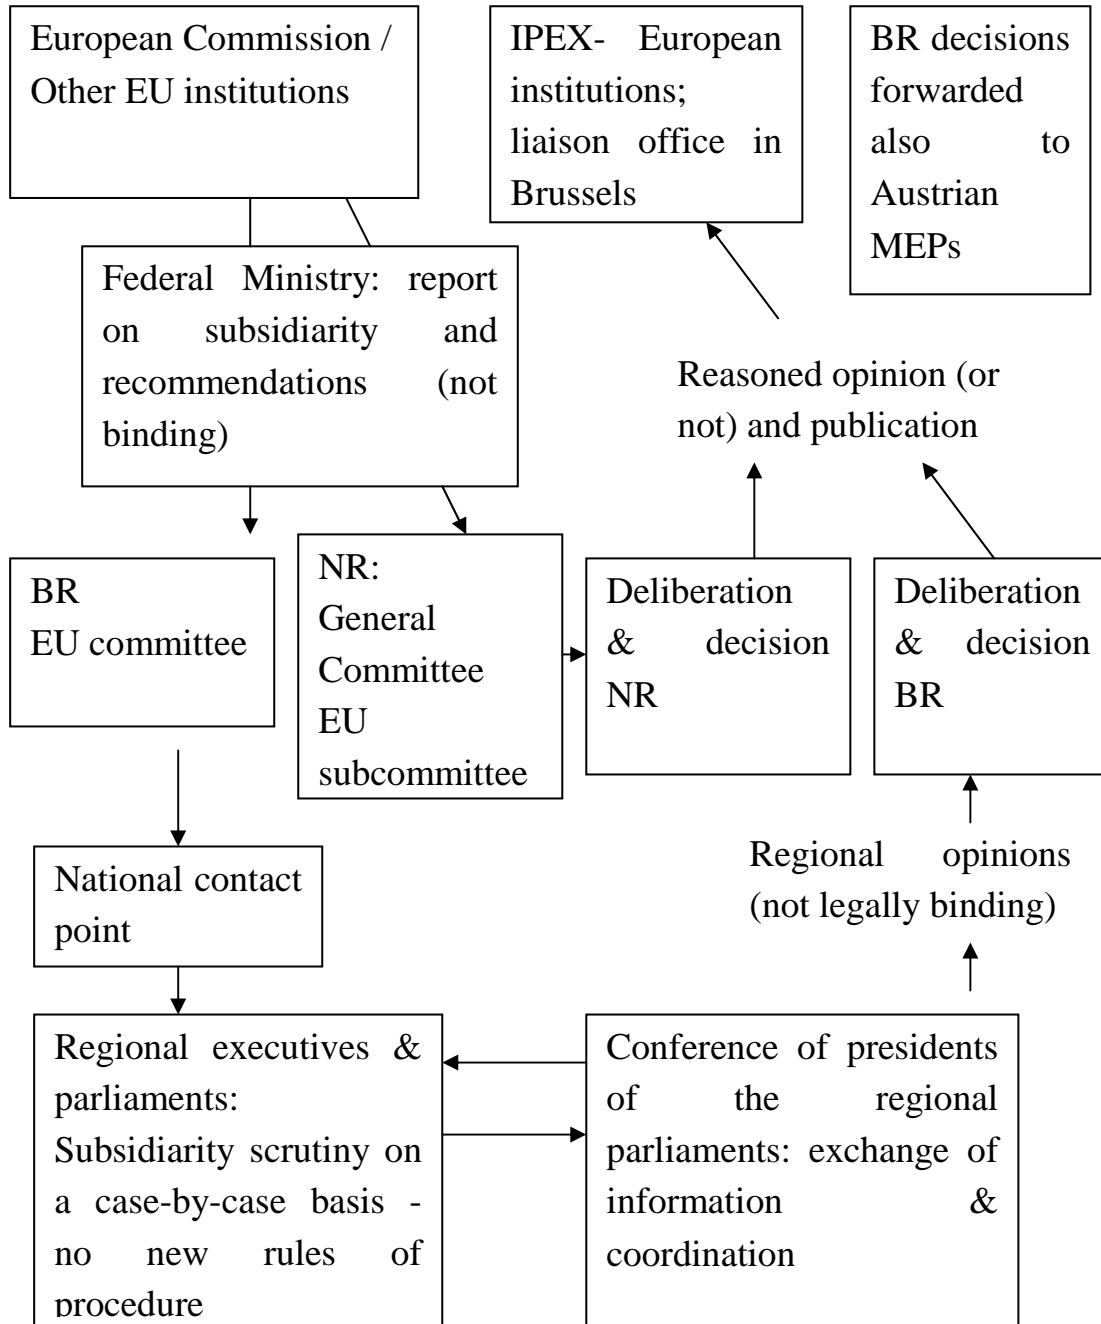 European Commission /
Other EU institutions
IPEX- European
institutions;
liaison office in
Brussels
BR decisions
forwarded
also to
Austrian
MEPs
Federal Ministry: report
on subsidiarity and
recommendations (not
binding)
Reasoned opinion (or
not) and publication
BR
EU committee
NR:
General
Committee
EU
subcommittee
Deliberation
& decision
NR
Deliberation
& decision
BR
National contact
point
Regional opinions
(not legally binding)
Regional executives &
parliaments:
Subsidiarity scrutiny on
a case-by-case basis -
no new rules of
procedure
Conference of presidents
of the regional
parliaments: exchange of
information &
coordination